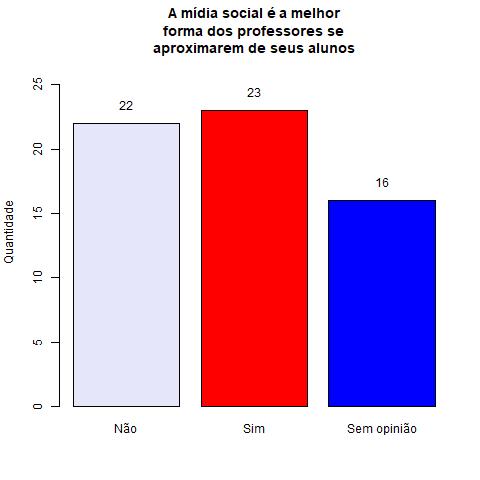 A mídia social é a melhor
forma dos professores se
aproximarem de seus alunos
Quantidade
25
20
15
10
5
0
22
23
16
Não
Sim
Sem opinião